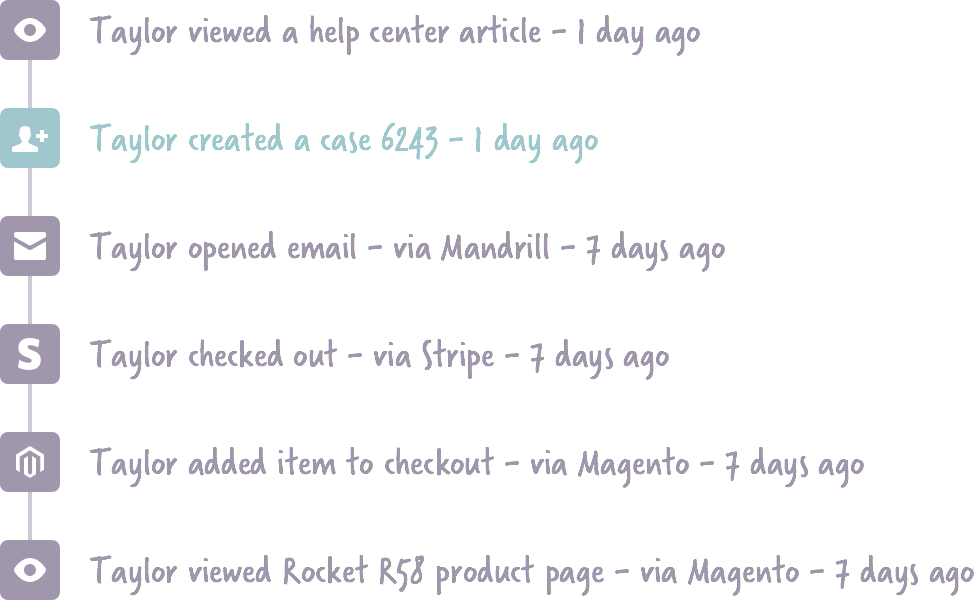 Taylor viewed a help center article - 1 day ago
Taylor created a case 6243 - 1 day ago
Taylor opened email - via Mandrill - 7 days ago
S
Taylor checked out - via Stripe - 7 days ago
Taylor added item to checkout - via Magento - 7 days ago
Taylor viewed Rocket R58 product page - via Magento - 7 days ago